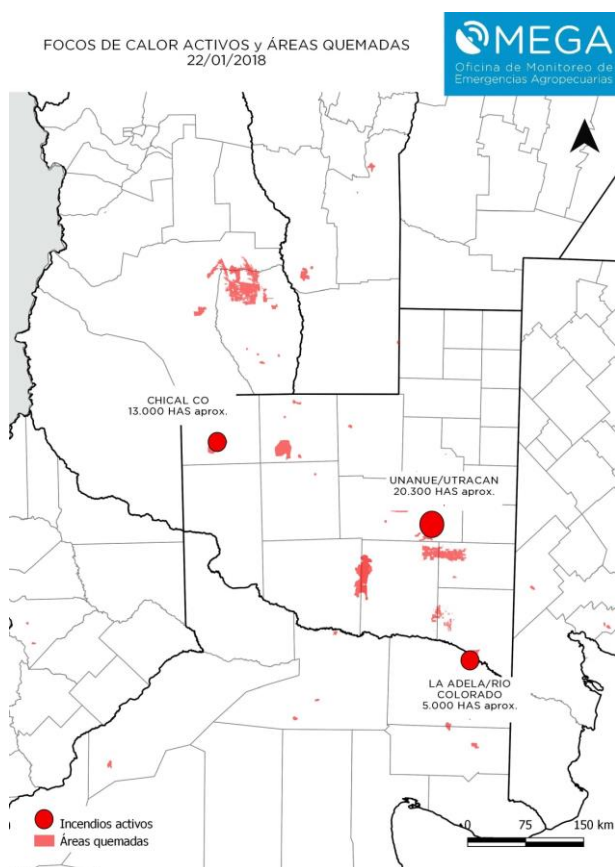 FOCOS DE CALOR ACTIVOS y ÁREAS QUEMADAS
22/01/2018
OMEGA
Oficina de Monitoreo de
Emergencias Agropecuarias
CHICAL CO
13.000 HAS aprox.
UNANUE/UTRACAN
20.300 HAS aprox.
LA ADELA/RIO
COLORADO
5.000 HAS aprox.
Incendios activos
Áreas quemadas
0 75 150 km